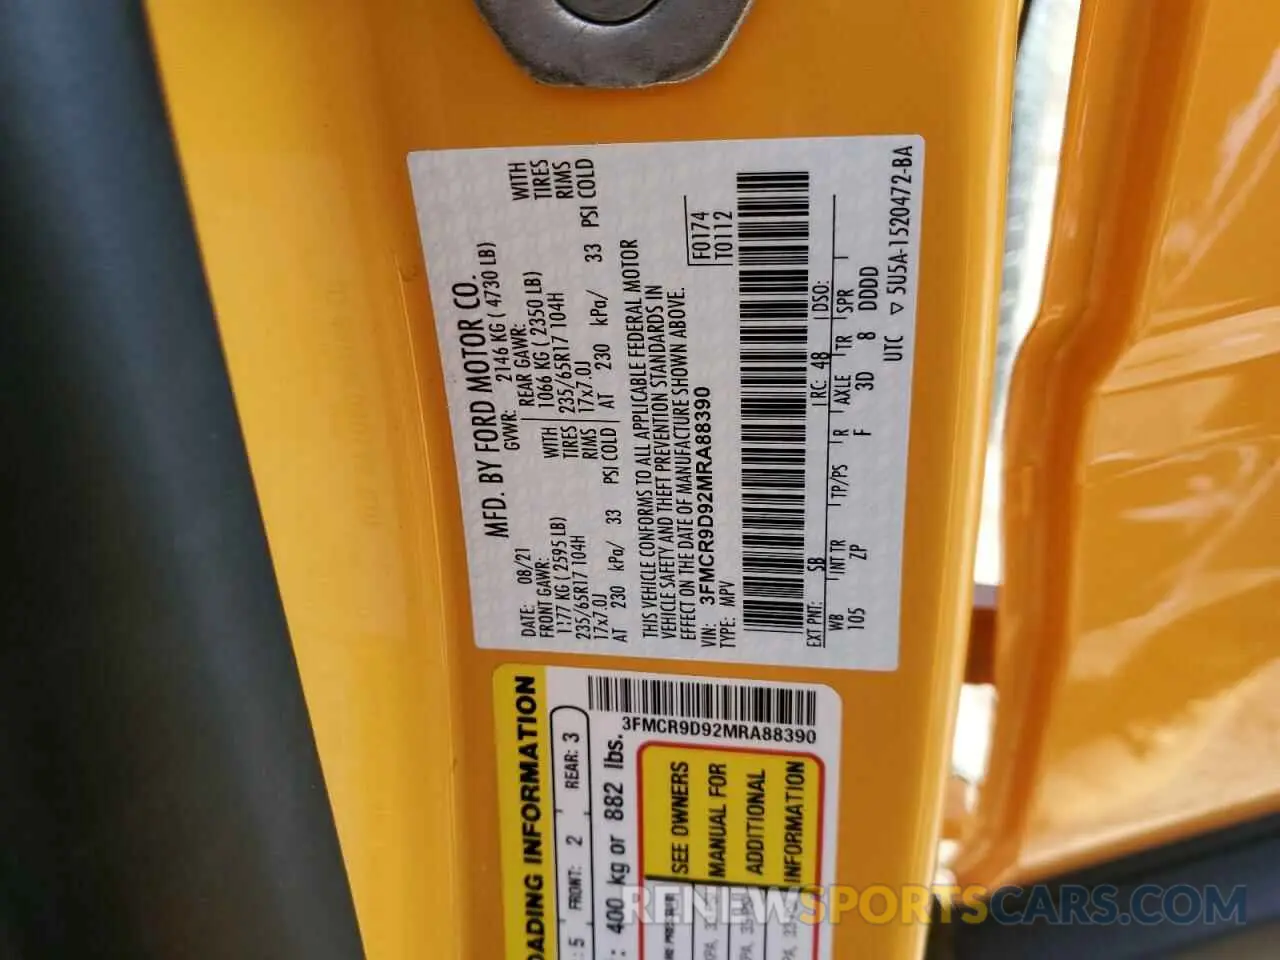 MFD. BY FORD MOTOR CO.
DATE: 08/21 GVWR: 2146 KG ( 4730 LB)
FRONT GAWR: REAR GAWR:
1177 KG ( 2595 LB) WITH 1066 KG ( 2350 LB) WITH
235/65R17 104H TIRES 235/65R17 104H TIRES
17x7.0J RIMS 17x7.0J RIMS
AT 230 kPa/ 33 PSI COLD AT 230 kPa/ 33 PSI COLD
THIS VEHICLE CONFORMS TO ALL APPLICABLE FEDERAL MOTOR
VEHICLE SAFETY AND THEFT PREVENTION STANDARDS IN
EFFECT ON THE DATE OF MANUFACTURE SHOWN ABOVE.
VIN: 3FMCR9D92MRA88390 F0174
TYPE: MPV T0112
EXT PNT: SB RC: 48 DSO:
WB INT TR TP/PS R AXLE TR SPR
105 ZP F 3D 8 DDDD
UTC ▽ 5U5A-1520472-BA
3FMCR9D92MRA88390
OADING INFORMATION
: 5 FRONT: 2 REAR: 3
: 400 kg or 882 lbs.
SEE OWNERS
MANUAL FOR
ADDITIONAL
INFORMATION
RENEWSPORTSCARS.COM